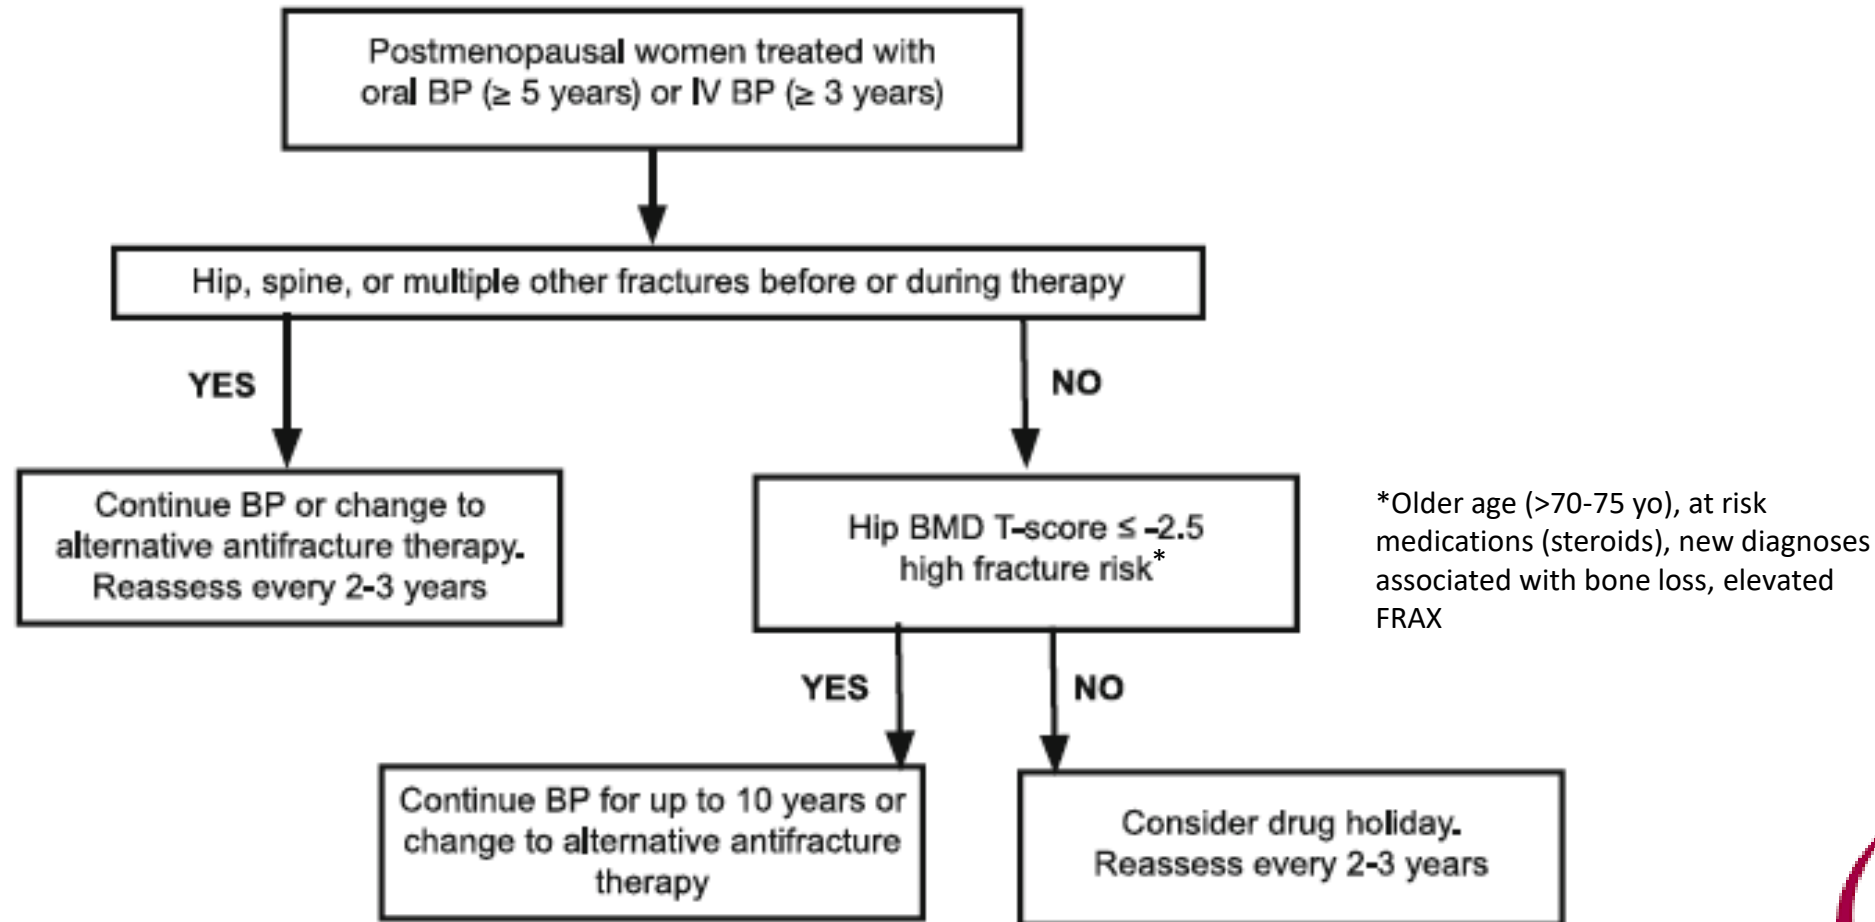 Postmenopausal women treated with
oral BP (≥ 5 years) or IV BP (≥ 3 years)
Hip, spine, or multiple other fractures before or during therapy
YES
NO
Continue BP or change to
alternative antifracture therapy.
Reassess every 2-3 years
Hip BMD T-score ≤ -2.5
high fracture risk*
*Older age (>70-75 yo), at risk
medications (steroids), new diagnoses
associated with bone loss, elevated
FRAX
YES
NO
Continue BP for up to 10 years or
change to alternative antifracture
therapy
Consider drug holiday.
Reassess every 2-3 years